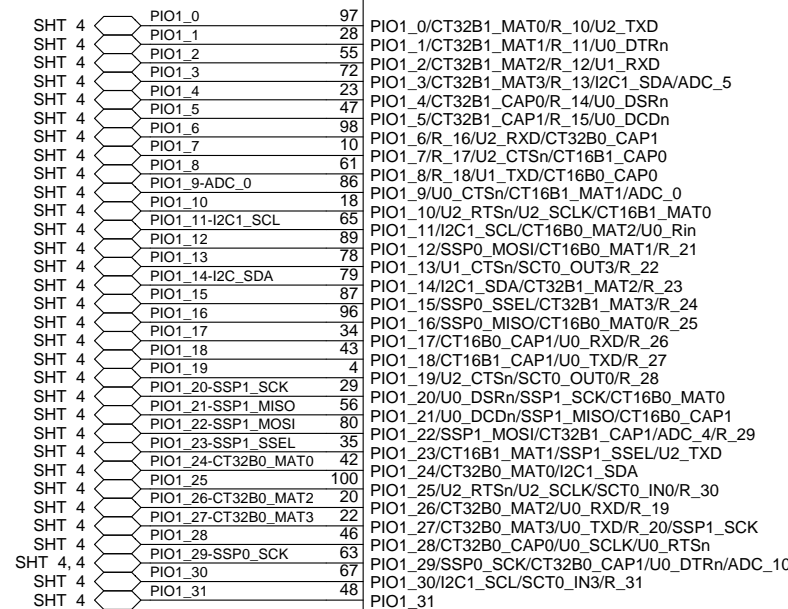 SHT 4 PIO1_0 97 PIO1_0/CT32B1_MAT0/R_10/U2_TXD
SHT 4 PIO1_1 28 PIO1_1/CT32B1_MAT1/R_11/U0_DTRn
SHT 4 PIO1_2 55 PIO1_2/CT32B1_MAT2/R_12/U1_RXD
SHT 4 PIO1_3 72 PIO1_3/CT32B1_MAT3/R_13/I2C1_SDA/ADC_5
SHT 4 PIO1_4 23 PIO1_4/CT32B1_CAP0/R_14/U0_DSRn
SHT 4 PIO1_5 47 PIO1_5/CT32B1_CAP1/R_15/U0_DCDn
SHT 4 PIO1_6 98 PIO1_6/R_16/U2_RXD/CT32B0_CAP1
SHT 4 PIO1_7 10 PIO1_7/R_17/U2_CTSn/CT16B1_CAP0
SHT 4 PIO1_8 61 PIO1_8/R_18/U1_TXD/CT16B0_CAP0
SHT 4 PIO1_9-ADC_0 86 PIO1_9/U0_CTSn/CT16B1_MAT1/ADC_0
SHT 4 PIO1_10 18 PIO1_10/U2_RTSn/U2_SCLK/CT16B1_MAT0
SHT 4 PIO1_11-I2C1_SCL 65 PIO1_11/I2C1_SCL/CT16B0_MAT2/U0_Rin
SHT 4 PIO1_12 89 PIO1_12/SSP0_MOSI/CT16B0_MAT1/R_21
SHT 4 PIO1_13 78 PIO1_13/U1_CTSn/SCT0_OUT3/R_22
SHT 4 PIO1_14-I2C_SDA 79 PIO1_14/I2C1_SDA/CT32B1_MAT2/R_23
SHT 4 PIO1_15 87 PIO1_15/SSP0_SSEL/CT32B1_MAT3/R_24
SHT 4 PIO1_16 96 PIO1_16/SSP0_MISO/CT16B0_MAT0/R_25
SHT 4 PIO1_17 34 PIO1_17/CT16B0_CAP1/U0_RXD/R_26
SHT 4 PIO1_18 43 PIO1_18/CT16B1_CAP1/U0_TXD/R_27
SHT 4 PIO1_19 4 PIO1_19/U2_CTSn/SCT0_OUT0/R_28
SHT 4 PIO1_20-SSP1_SCK 29 PIO1_20/U0_DSRn/SSP1_SCK/CT16B0_MAT0
SHT 4 PIO1_21-SSP1_MISO 56 PIO1_21/U0_DCDn/SSP1_MISO/CT16B0_CAP1
SHT 4 PIO1_22-SSP1_MOSI 80 PIO1_22/SSP1_MOSI/CT32B1_CAP1/ADC_4/R_29
SHT 4 PIO1_23-SSP1_SSEL 35 PIO1_23/CT16B1_MAT1/SSP1_SSEL/U2_TXD
SHT 4 PIO1_24-CT32B0_MAT0 42 PIO1_24/CT32B0_MAT0/I2C1_SDA
SHT 4 PIO1_25 100 PIO1_25/U2_RTSn/U2_SCLK/SCT0_IN0/R_30
SHT 4 PIO1_26-CT32B0_MAT2 20 PIO1_26/CT32B0_MAT2/U0_RXD/R_19
SHT 4 PIO1_27-CT32B0_MAT3 22 PIO1_27/CT32B0_MAT3/U0_TXD/R_20/SSP1_SCK
SHT 4 PIO1_28 46 PIO1_28/CT32B0_CAP0/U0_SCLK/U0_RTSn
SHT 4, 4 PIO1_29-SSP0_SCK 63 PIO1_29/SSP0_SCK/CT32B0_CAP1/U0_DTRn/ADC_10
SHT 4 PIO1_30 67 PIO1_30/I2C1_SCL/SCT0_IN3/R_31
SHT 4 PIO1_31 48 PIO1_31